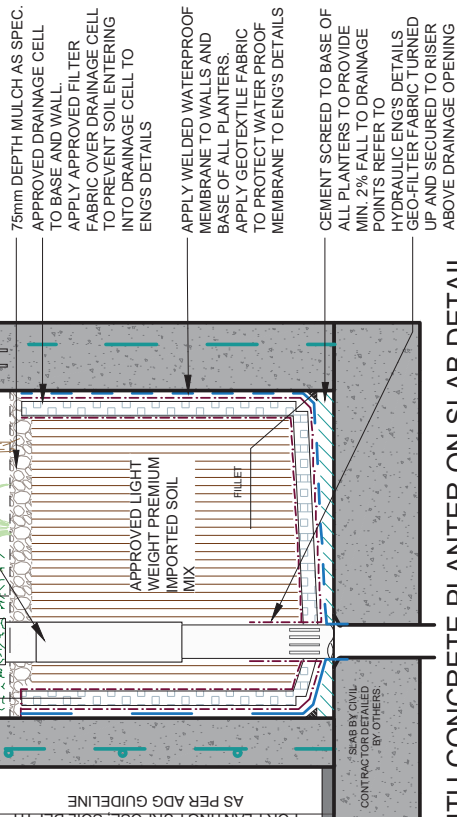 75mm DEPTH MULCH AS SPEC.
APPROVED DRAINAGE CELL
TO BASE AND WALL.
APPLY APPROVED FILTER
FABRIC OVER DRAINAGE CELL
TO PREVENT SOIL ENTERING
INTO DRAINAGE CELL TO
ENG'S DETAILS
APPLY WELDED WATERPROOF
MEMBRANE TO WALLS AND
BASE OF ALL PLANTERS.
APPLY GEOTEXTILE FABRIC
TO PROTECT WATER PROOF
MEMBRANE TO ENG'S DETAILS
CEMENT SCREED TO BASE OF
ALL PLANTERS TO PROVIDE
MIN. 2% FALL TO DRAINAGE
POINTS REFER TO
HYDRAULIC ENG'S DETAILS
GEO-FILTER FABRIC TURNED
UP AND SECURED TO RISER
ABOVE DRAINAGE OPENING
APPROVED LIGHT
WEIGHT PREMIUM
IMPORTED SOIL
MIX
FILLET
SLAB BY CIVIL
CONTRACTOR DETAILED
BY OTHERS.
SOIL DEPTH
AS PER ADG GUIDELINE
CONCRETE PLANTER ON SLAB DETAIL